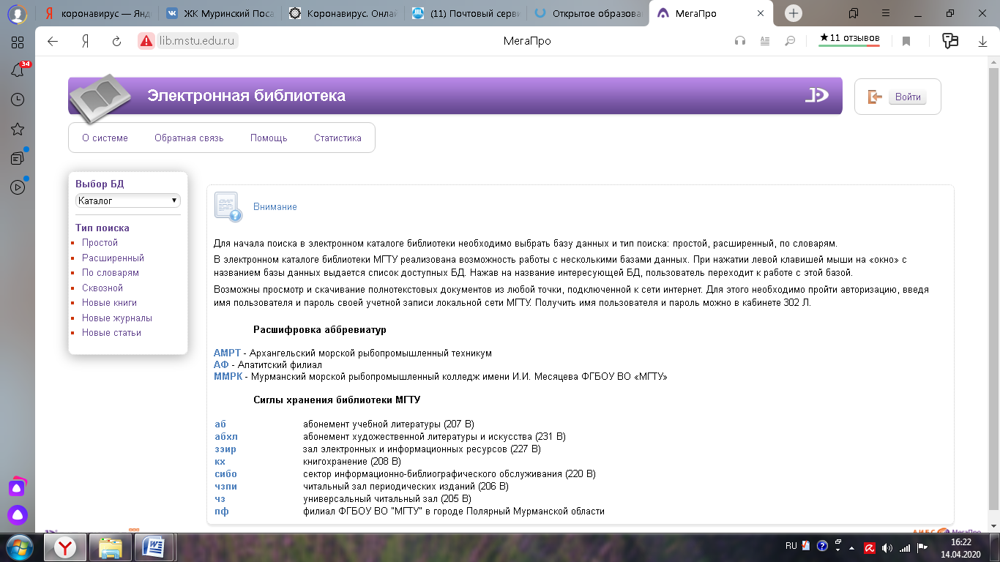 коронавирус — Янд
ЖК Муринский Поса
Коронавирус. Онлай
(11) Почтовый серви
Открытое образова
МегаПро
lib.mstu.edu.ru
МегаПро
★11 отзывов
34
Электронная библиотека
Войти
О системе Обратная связь Помощь Статистика
Выбор БД
Каталог
Тип поиска
Простой
Расширенный
По словарям
Сквозной
Новые книги
Новые журналы
Новые статьи
Внимание
Для начала поиска в электронном каталоге библиотеки необходимо выбрать базу данных и тип поиска: простой, расширенный, по словарям.
В электронном каталоге библиотеки МГТУ реализована возможность работы с несколькими базами данных. При нажатии левой клавишей мыши на «окно» с
названием базы данных выдается список доступных БД. Нажав на название интересующей БД, пользователь переходит к работе с этой базой.
Возможны просмотр и скачивание полнотекстовых документов из любой точки, подключенной к сети интернет. Для этого необходимо пройти авторизацию, введя
имя пользователя и пароль своей учетной записи локальной сети МГТУ. Получить имя пользователя и пароль можно в кабинете 302 Л.
Расшифровка аббревиатур
АМРТ - Архангельский морской рыбопромышленный техникум
АФ - Апатитский филиал
ММРК - Мурманский морской рыбопромышленный колледж имени И.И. Месяцева ФГБОУ ВО «МГТУ»
Сиглы хранения библиотеки МГТУ
аб абонемент учебной литературы (207 В)
абхл абонемент художественной литературы и искусства (231 В)
зэир зал электронных и информационных ресурсов (227 В)
кх книгохранение (208 В)
сибо сектор информационно-библиографического обслуживания (220 В)
чзпи читальный зал периодических изданий (206 В)
чз универсальный читальный зал (205 В)
пф филиал ФГБОУ ВО "МГТУ" в городе Полярный Мурманской области
RU
16:22
14.04.2020